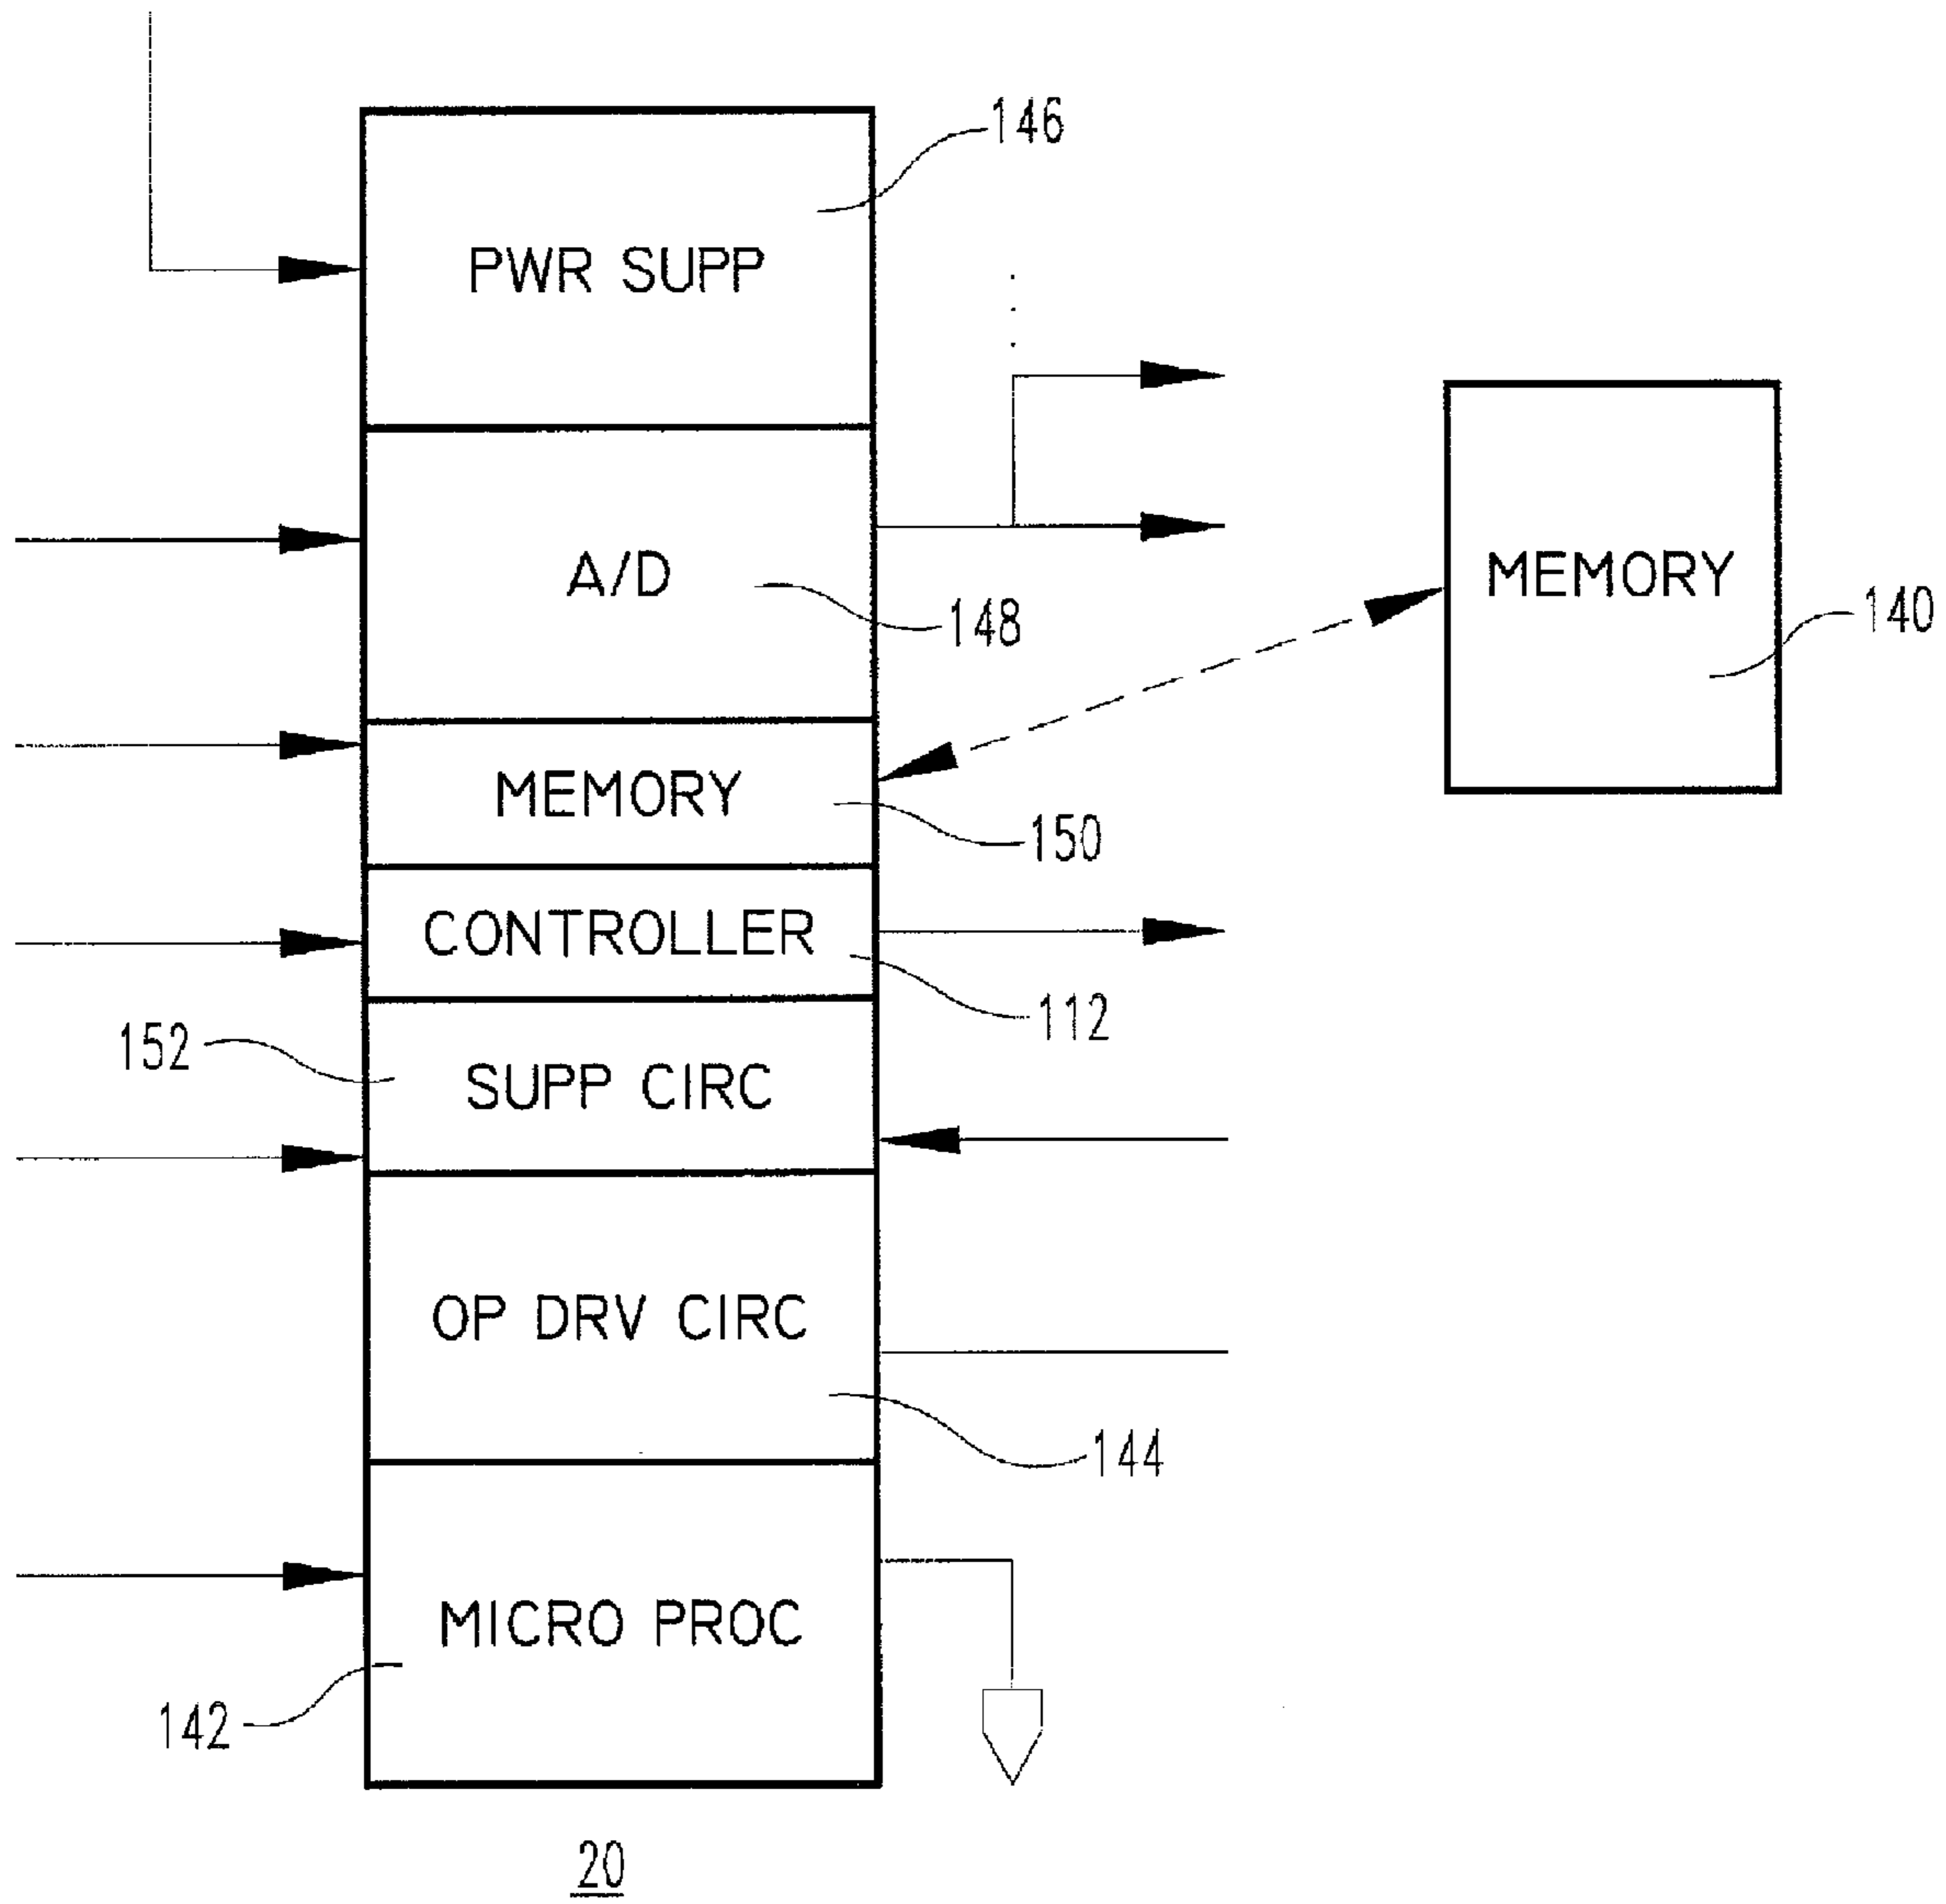 146
PWR SUPP
A/D
148
MEMORY
140
MEMORY
150
CONTROLLER
112
152
SUPP CIRC
OP DRV CIRC
144
MICRO PROC
142
20